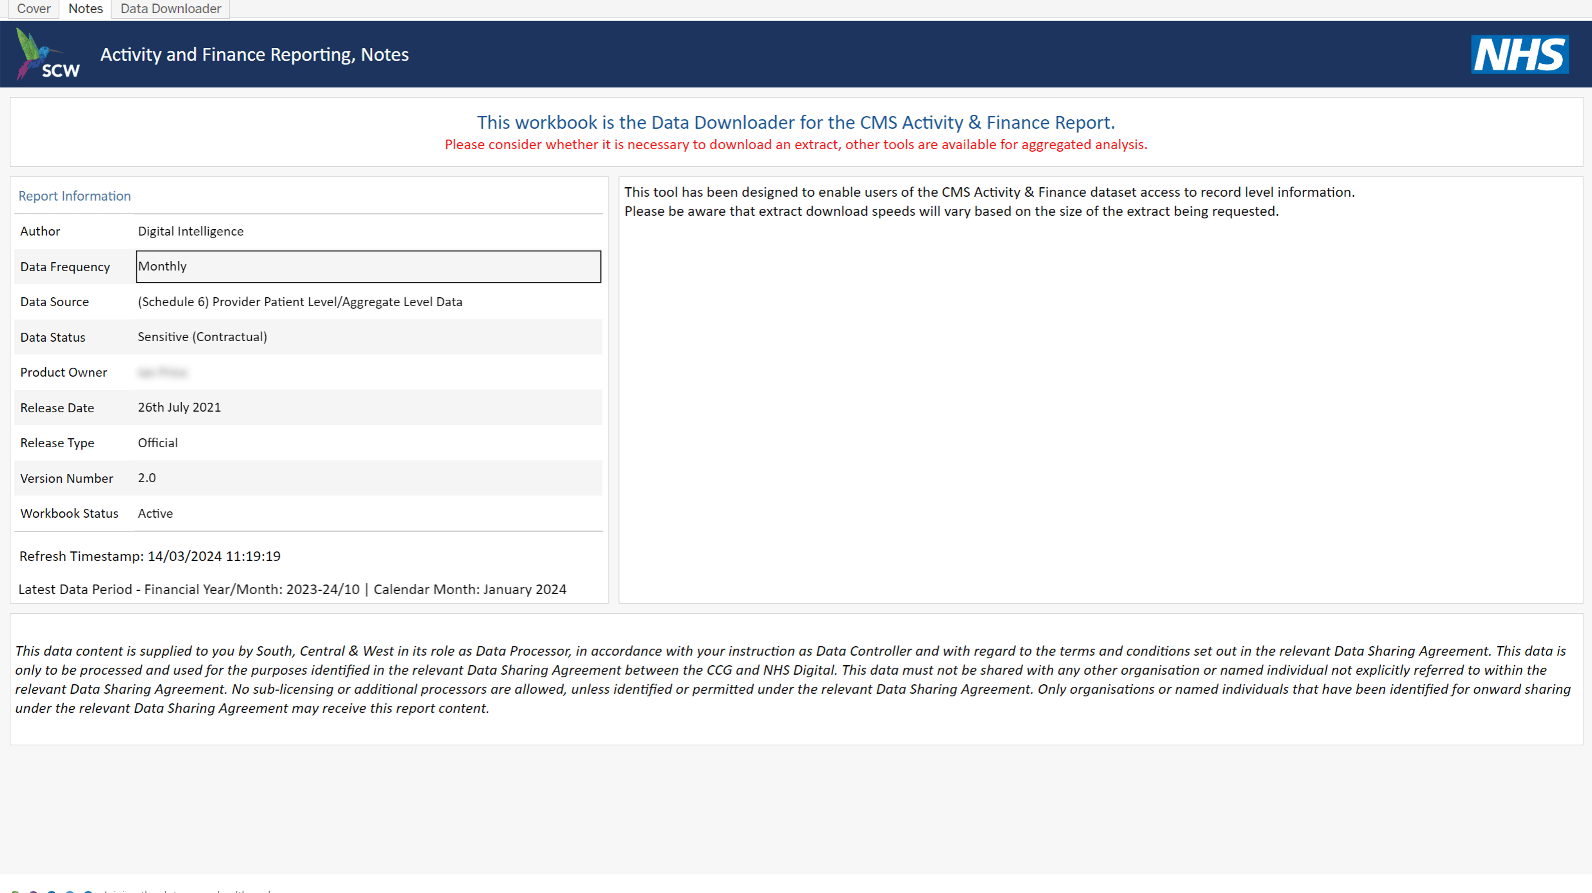 Cover Notes Data Downloader
SCW Activity and Finance Reporting, Notes NHS
This workbook is the Data Downloader for the CMS Activity & Finance Report.
Please consider whether it is necessary to download an extract, other tools are available for aggregated analysis.
Report Information
Author Digital Intelligence
Data Frequency Monthly
Data Source (Schedule 6) Provider Patient Level/Aggregate Level Data
Data Status Sensitive (Contractual)
Product Owner
Release Date 26th July 2021
Release Type Official
Version Number 2.0
Workbook Status Active
Refresh Timestamp: 14/03/2024 11:19:19
Latest Data Period - Financial Year/Month: 2023-24/10 | Calendar Month: January 2024
This tool has been designed to enable users of the CMS Activity & Finance dataset access to record level information.
Please be aware that extract download speeds will vary based on the size of the extract being requested.
This data content is supplied to you by South, Central & West in its role as Data Processor, in accordance with your instruction as Data Controller and with regard to the terms and conditions set out in the relevant Data Sharing Agreement. This data is
only to be processed and used for the purposes identified in the relevant Data Sharing Agreement between the CCG and NHS Digital. This data must not be shared with any other organisation or named individual not explicitly referred to within the
relevant Data Sharing Agreement. No sub-licensing or additional processors are allowed, unless identified or permitted under the relevant Data Sharing Agreement. Only organisations or named individuals that have been identified for onward sharing
under the relevant Data Sharing Agreement may receive this report content.